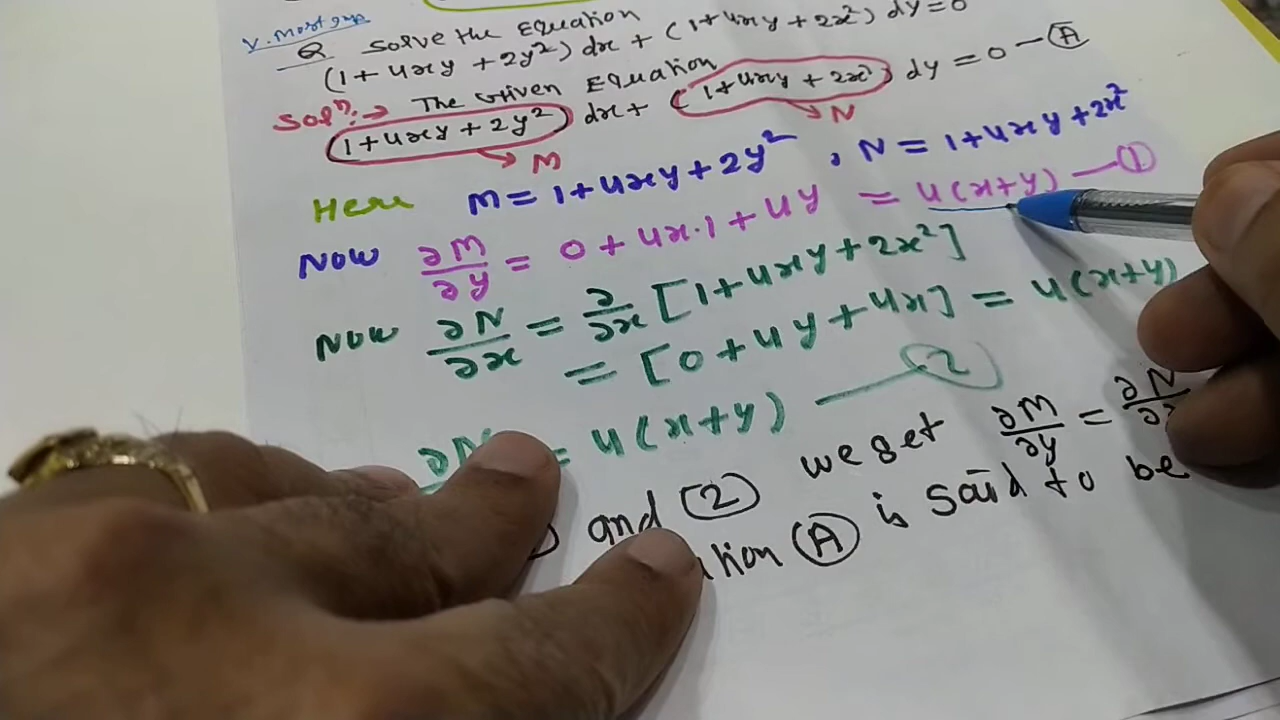 V. Most Imp
Q Solve the Equation
(1+4xy+2y²)dx + (1+4xy+2x²) dy=0
Solⁿ:→ The Given Equation
(1+4xy+2y²)dx+ (1+4xy+2x²) dy=0 — Ⓐ
M N
Here M=1+4xy+2y² , N=1+4xy+2x²
Now ∂M/∂y = 0+4x·1+4y = 4(x+y) — ①
Now ∂N/∂x = ∂/∂x [1+4xy+2x²]
= [0+4y+4x] = 4(x+y)
= 4(x+y) — ②
and ② we get ∂M/∂y =
Ⓐ is said to be